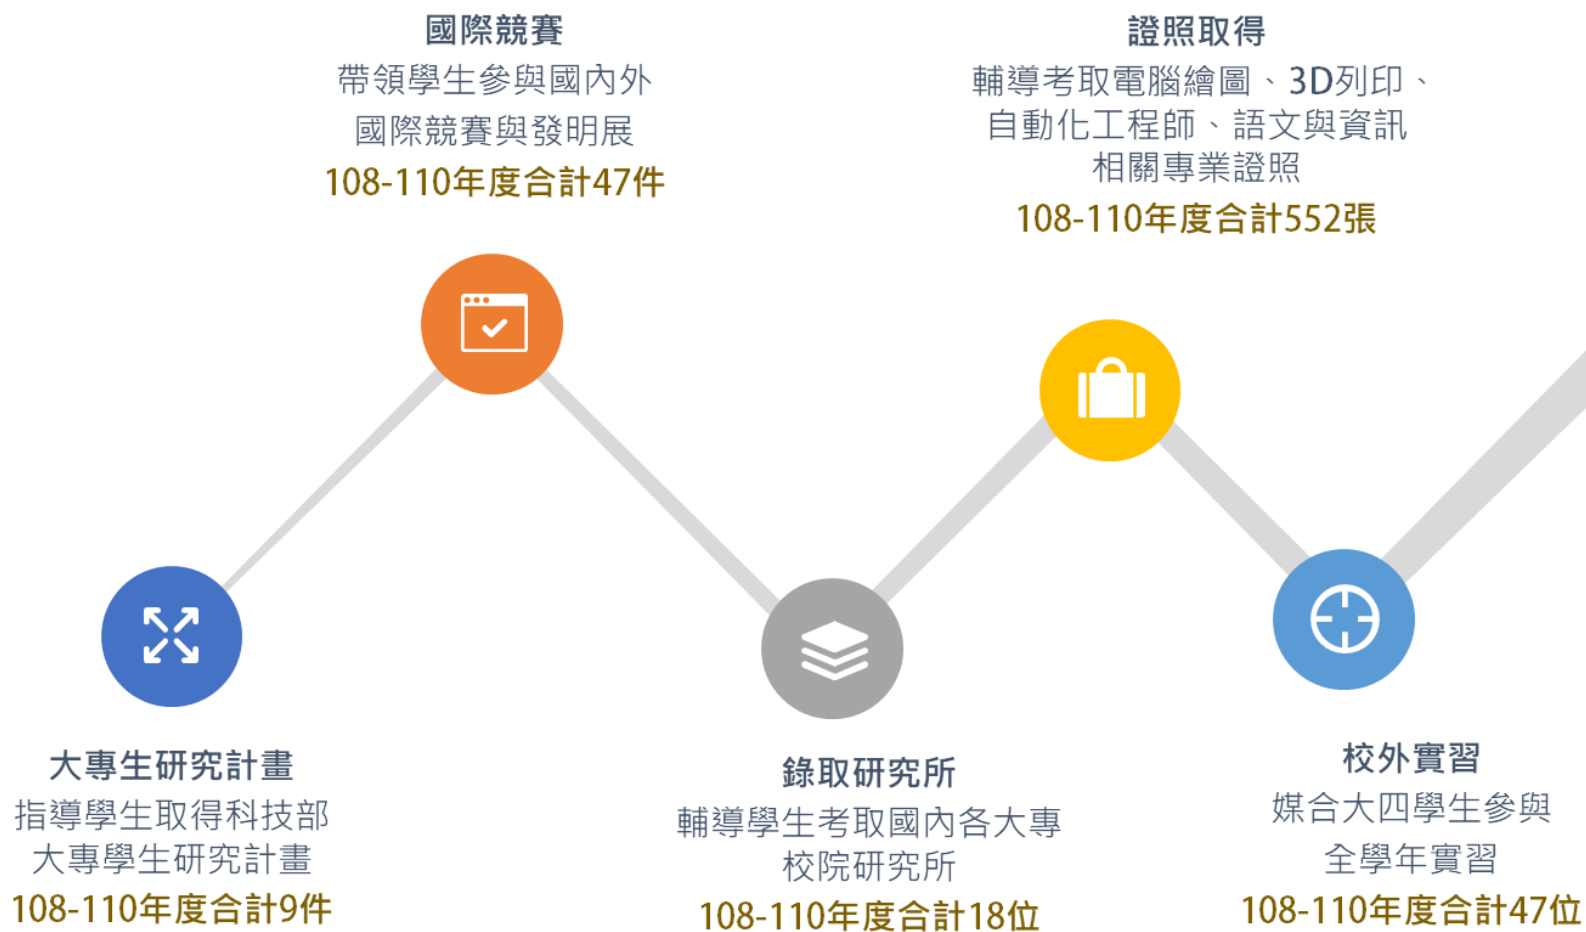 國際競賽
帶領學生參與國內外
國際競賽與發明展
108-110年度合計47件
證照取得
輔導考取電腦繪圖、3D列印、
自動化工程師、語文與資訊
相關專業證照
108-110年度合計552張
大專生研究計畫
指導學生取得科技部
大專學生研究計畫
108-110年度合計9件
錄取研究所
輔導學生考取國內各大專
校院研究所
108-110年度合計18位
校外實習
媒合大四學生參與
全學年實習
108-110年度合計47位